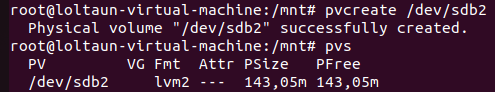 root@loltaun-virtual-machine:/mnt# pvcreate /dev/sdb2
  Physical volume "/dev/sdb2" successfully created.
root@loltaun-virtual-machine:/mnt# pvs
  PV         VG Fmt  Attr PSize   PFree
  /dev/sdb2     lvm2 ---  143,05m 143,05m